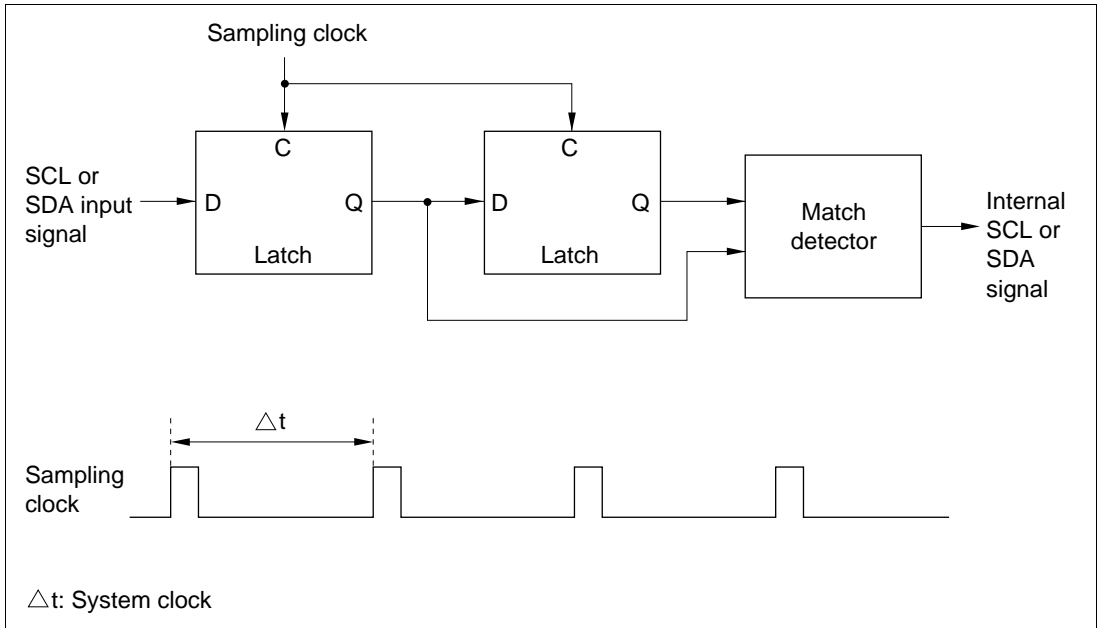 Sampling clock
C
C
SCL or
SDA input
signal
D
Q
Latch
D
Q
Latch
Match
detector
Internal
SCL or
SDA
signal
△t
Sampling
clock
△t: System clock